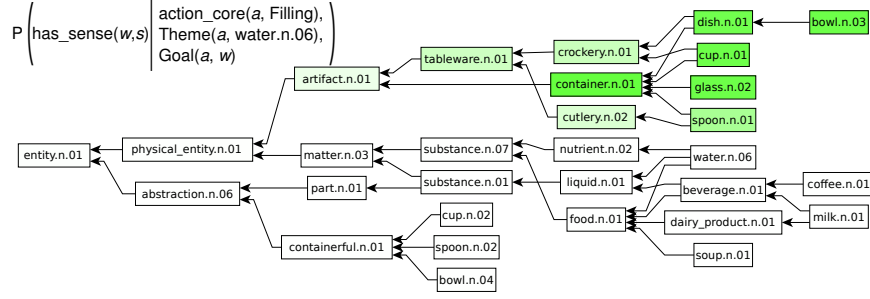 P ( has_sense(w,s) | action_core(a, Filling),
Theme(a, water.n.06),
Goal(a, w) )
dish.n.01
bowl.n.03
crockery.n.01
cup.n.01
tableware.n.01
artifact.n.01
container.n.01
glass.n.02
cutlery.n.02
spoon.n.01
entity.n.01
physical_entity.n.01
matter.n.03
substance.n.07
nutrient.n.02
water.n.06
abstraction.n.06
part.n.01
substance.n.01
liquid.n.01
beverage.n.01
coffee.n.01
cup.n.02
food.n.01
dairy_product.n.01
milk.n.01
containerful.n.01
spoon.n.02
soup.n.01
bowl.n.04